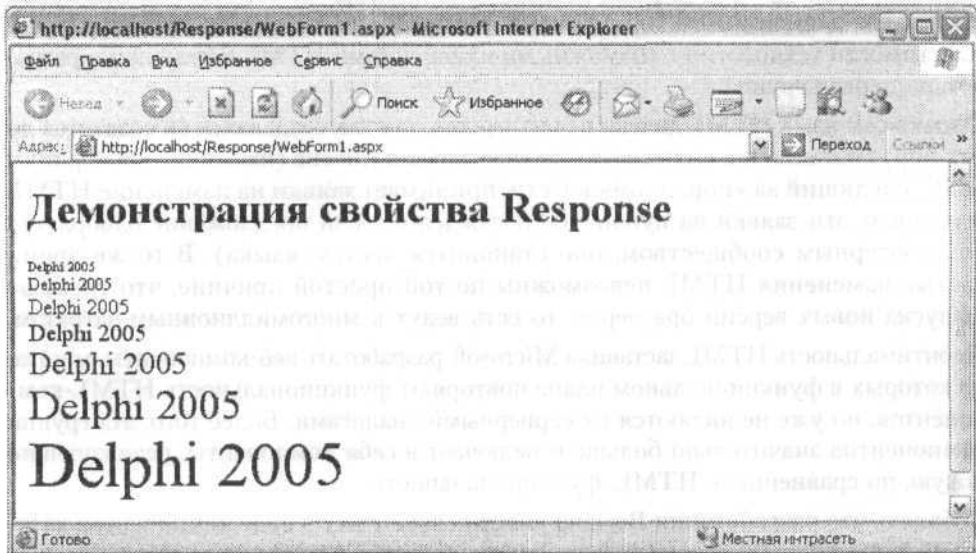 http://localhost/Response/WebForm1.aspx - Microsoft Internet Explorer
Файл Правка Вид Избранное Сервис Справка
Назад Поиск Избранное
Адрес: http://localhost/Response/WebForm1.aspx Переход Ссылки »
Демонстрация свойства Response
Delphi 2005
Delphi 2005
Delphi 2005
Delphi 2005
Delphi 2005
Delphi 2005
Delphi 2005
Готово Местная интрасеть